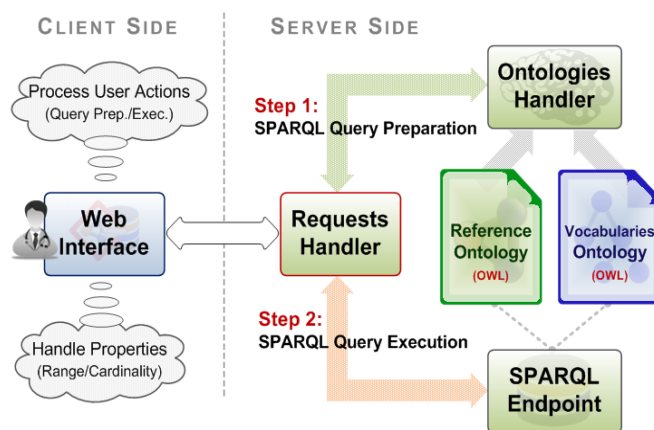 CLIENT SIDE
SERVER SIDE
Process User Actions
(Query Prep./Exec.)
Ontologies
Handler
Step 1:
SPARQL Query Preparation
Web
Interface
Requests
Handler
Reference
Ontology
(OWL)
Vocabularies
Ontology
(OWL)
Step 2:
SPARQL Query Execution
Handle Properties
(Range/Cardinality)
SPARQL
Endpoint